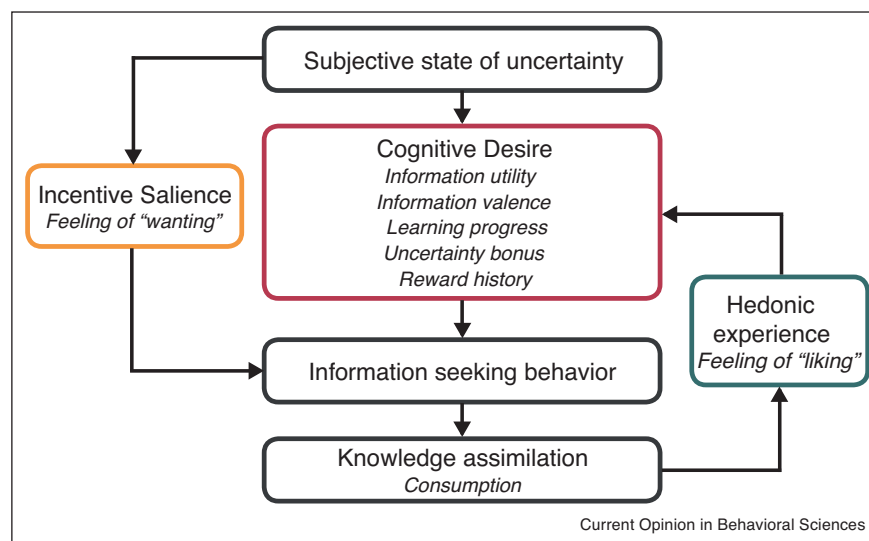 Subjective state of uncertainty
Cognitive Desire
Information utility
Information valence
Learning progress
Uncertainty bonus
Reward history
Incentive Salience
Feeling of “wanting”
Hedonic
experience
Feeling of “liking”
Information seeking behavior
Knowledge assimilation
Consumption
Current Opinion in Behavioral Sciences